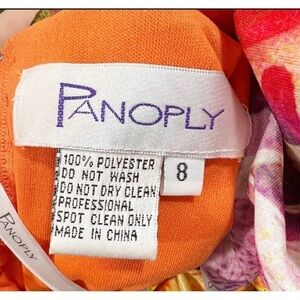 PANOPLY
8
100% POLYESTER
DO NOT WASH
DO NOT DRY CLEAN
PROFESSIONAL
SPOT CLEAN ONLY
MADE IN CHINA
PANOPLY